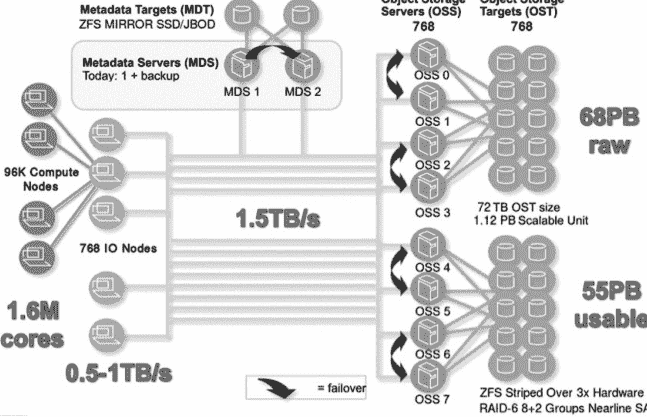 Metadata Targets (MDT)
ZFS MIRROR SSD/JBOD
Metadata Servers (MDS)
Today: 1 + backup
MDS 1
MDS 2
Object Storage
Servers (OSS)
768
Object Storage
Targets (OST)
768
OSS 0
OSS 1
OSS 2
OSS 3
OSS 4
OSS 5
OSS 6
OSS 7
68PB
raw
72 TB OST size
1.12 PB Scalable Unit
55PB
usable
96K Compute
Nodes
768 IO Nodes
1.5TB/s
1.6M
cores
0.5-1TB/s
= failover
ZFS Striped Over 3x Hardware
RAID-6 8+2 Groups Nearline